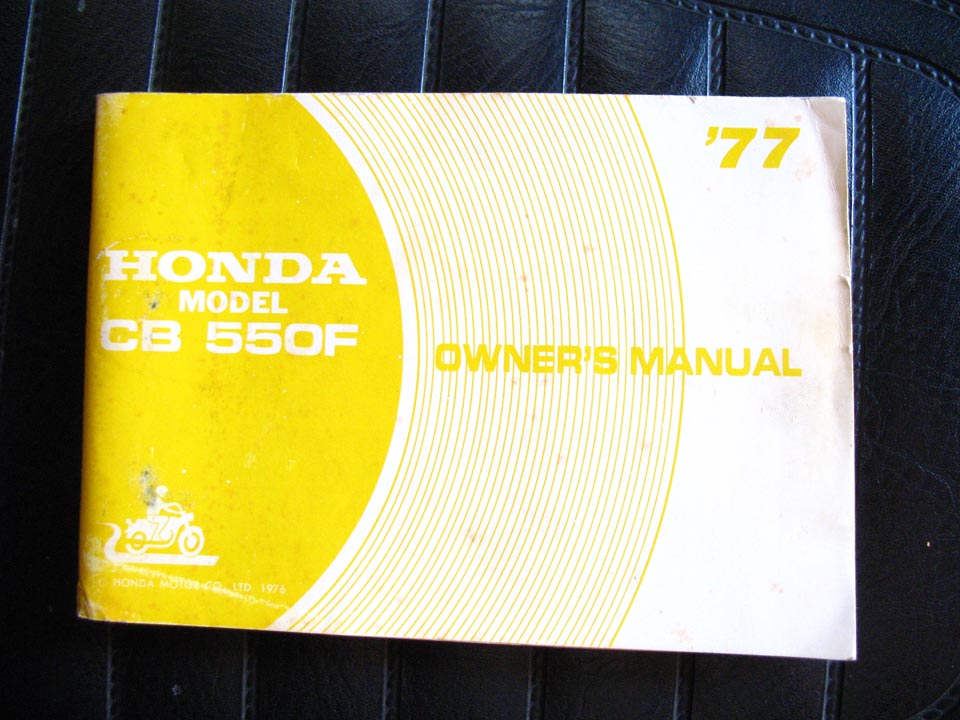 '77
HONDA
MODEL
CB 550F
OWNER'S MANUAL
© HONDA MOTOR CO., LTD. 1976